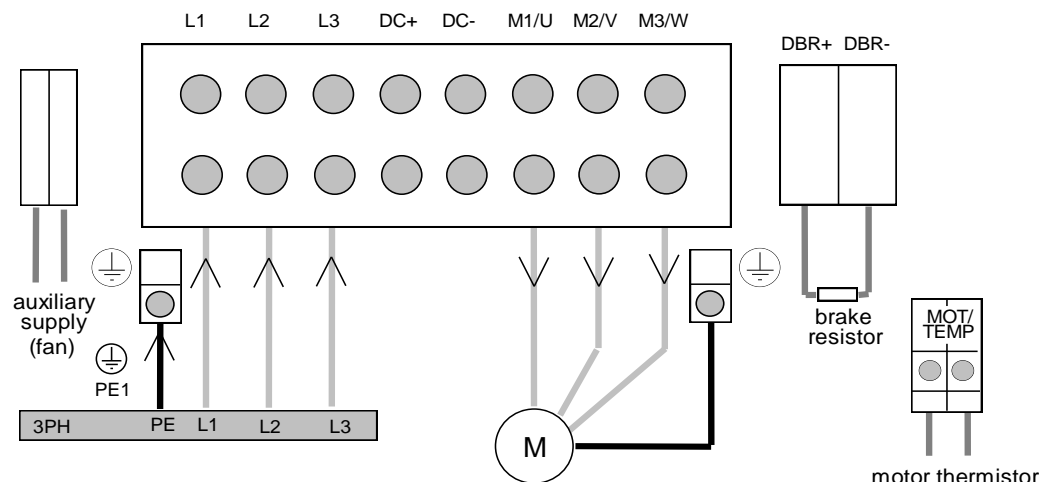 L1 L2 L3 DC+ DC- M1/U M2/V M3/W
DBR+ DBR-
auxiliary
supply
(fan)
PE1
3PH PE L1 L2 L3
M
brake
resistor
MOT/
TEMP
motor thermistor